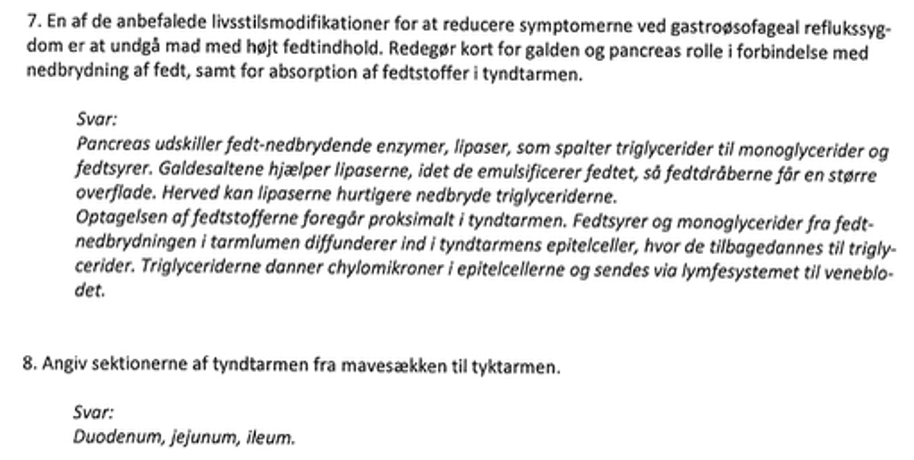 7. En af de anbefalede livsstilsmodifikationer for at reducere symptomerne ved gastroøsofageal reflukssyg-
dom er at undgå mad med højt fedtindhold. Redegør kort for galden og pancreas rolle i forbindelse med
nedbrydning af fedt, samt for absorption af fedtstoffer i tyndtarmen.
Svar:
Pancreas udskiller fedt-nedbrydende enzymer, lipaser, som spalter triglycerider til monoglycerider og
fedtsyrer. Galdesaltene hjælper lipaserne, idet de emulsificerer fedtet, så fedtdråberne får en større
overflade. Herved kan lipaserne hurtigere nedbryde triglyceriderne.
Optagelsen af fedtstofferne foregår proksimalt i tyndtarmen. Fedtsyrer og monoglycerider fra fedt-
nedbrydningen i tarmlumen diffunderer ind i tyndtarmens epitelceller, hvor de tilbagedannes til trigly-
cerider. Triglyceriderne danner chylomikroner i epitelcellerne og sendes via lymfesystemet til veneblo-
det.
8. Angiv sektionerne af tyndtarmen fra mavesækken til tyktarmen.
Svar:
Duodenum, jejunum, ileum.